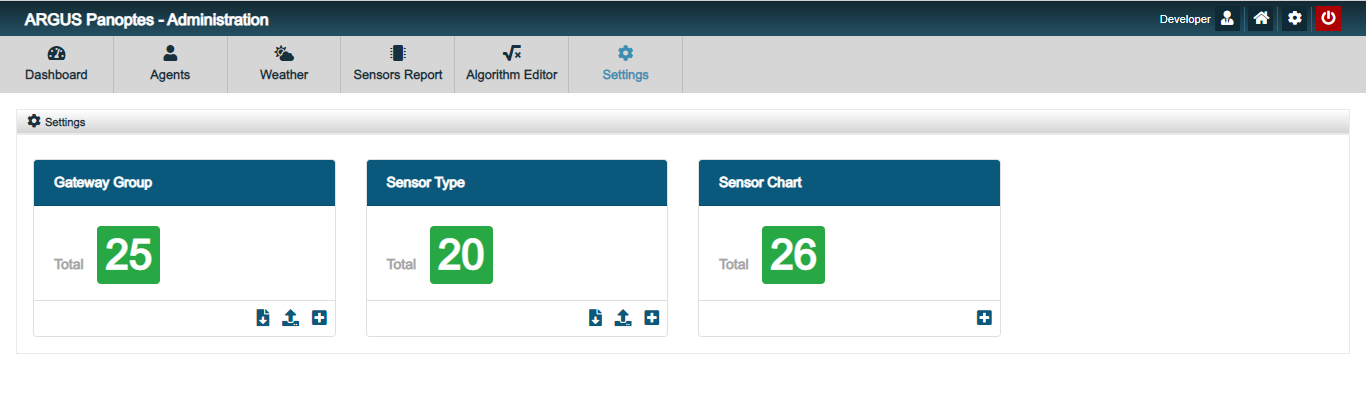 ARGUS Panoptes - Administration
Developer
Dashboard
Agents
Weather
Sensors Report
Algorithm Editor
Settings
Settings
Gateway Group
Total 25
Sensor Type
Total 20
Sensor Chart
Total 26